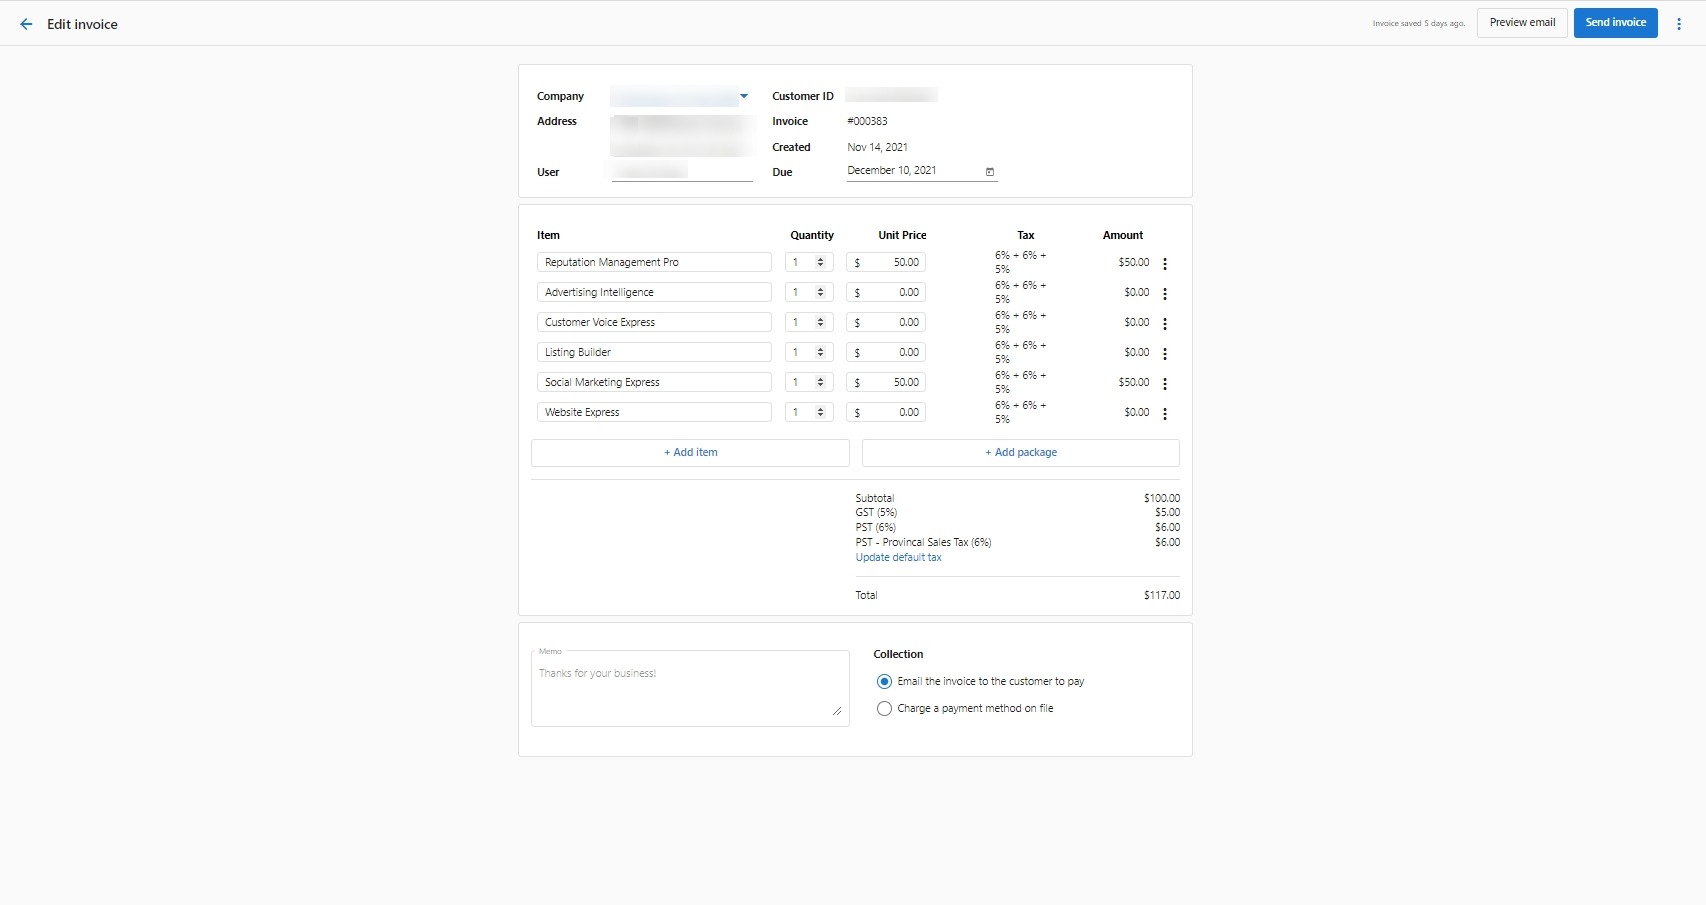 Edit invoice
Invoice saved 5 days ago.
Preview email
Send invoice
Company
Customer ID
Address
Invoice #000383
Created Nov 14, 2021
User
Due December 10, 2021
Item Quantity Unit Price Tax Amount
Reputation Management Pro 1 $ 50.00 6% + 6% + $50.00
5%
Advertising Intelligence 1 $ 0.00 6% + 6% + $0.00
5%
Customer Voice Express 1 $ 0.00 6% + 6% + $0.00
5%
Listing Builder 1 $ 0.00 6% + 6% + $0.00
5%
Social Marketing Express 1 $ 50.00 6% + 6% + $50.00
5%
Website Express 1 $ 0.00 6% + 6% + $0.00
5%
+ Add item + Add package
Subtotal $100.00
GST (5%) $5.00
PST (6%) $6.00
PST - Provincal Sales Tax (6%) $6.00
Update default tax
Total $117.00
Memo
Thanks for your business!
Collection
Email the invoice to the customer to pay
Charge a payment method on file